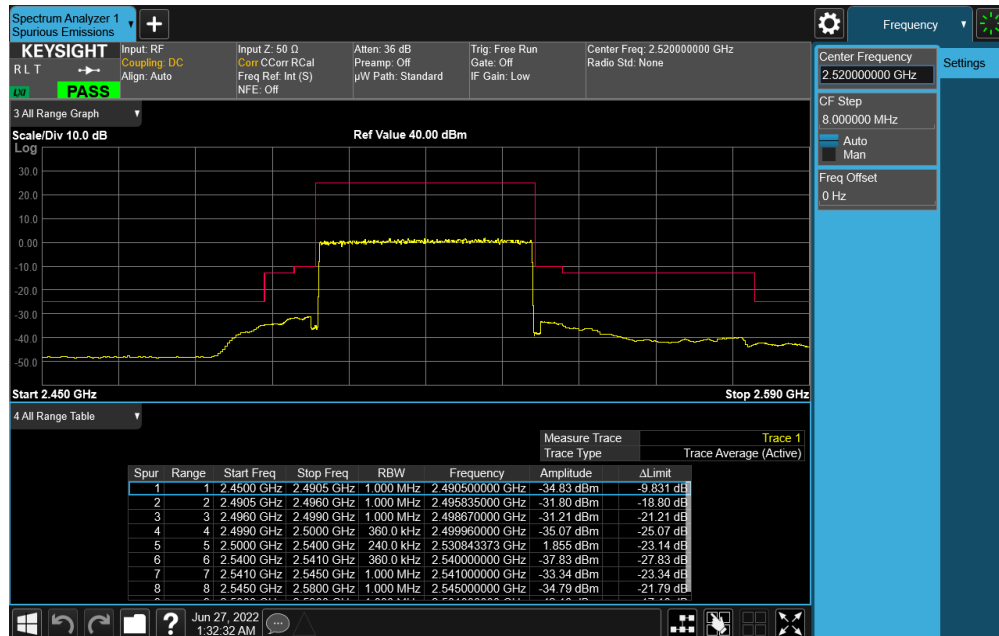 Spectrum Analyzer 1
Spurious Emissions
+
Frequency
KEYSIGHT
R L T
LXI PASS
Input: RF
Coupling: DC
Align: Auto
Input Z: 50 Ω
Corr CCorr RCal
Freq Ref: Int (S)
NFE: Off
Atten: 36 dB
Preamp: Off
µW Path: Standard
Trig: Free Run
Gate: Off
IF Gain: Low
Center Freq: 2.520000000 GHz
Radio Std: None
Center Frequency
2.520000000 GHz
Settings
CF Step
8.000000 MHz
Auto
Man
Freq Offset
0 Hz
3 All Range Graph
Scale/Div 10.0 dB Ref Value 40.00 dBm
Log
30.0
20.0
10.0
0.00
-10.0
-20.0
-30.0
-40.0
-50.0
Start 2.450 GHz Stop 2.590 GHz
4 All Range Table
Measure Trace Trace 1
Trace Type Trace Average (Active)
Spur Range Start Freq Stop Freq RBW Frequency Amplitude ΔLimit
1 1 2.4500 GHz 2.4905 GHz 1.000 MHz 2.490500000 GHz -34.83 dBm -9.831 dB
2 2 2.4905 GHz 2.4960 GHz 1.000 MHz 2.495835000 GHz -31.80 dBm -18.80 dB
3 3 2.4960 GHz 2.4990 GHz 1.000 MHz 2.498670000 GHz -31.21 dBm -21.21 dB
4 4 2.4990 GHz 2.5000 GHz 360.0 kHz 2.499960000 GHz -35.07 dBm -25.07 dB
5 5 2.5000 GHz 2.5400 GHz 240.0 kHz 2.530843373 GHz 1.855 dBm -23.14 dB
6 6 2.5400 GHz 2.5410 GHz 360.0 kHz 2.540000000 GHz -37.83 dBm -27.83 dB
7 7 2.5410 GHz 2.5450 GHz 1.000 MHz 2.541000000 GHz -33.34 dBm -23.34 dB
8 8 2.5450 GHz 2.5800 GHz 1.000 MHz 2.545000000 GHz -34.79 dBm -21.79 dB
?
Jun 27, 2022
1:32:32 AM